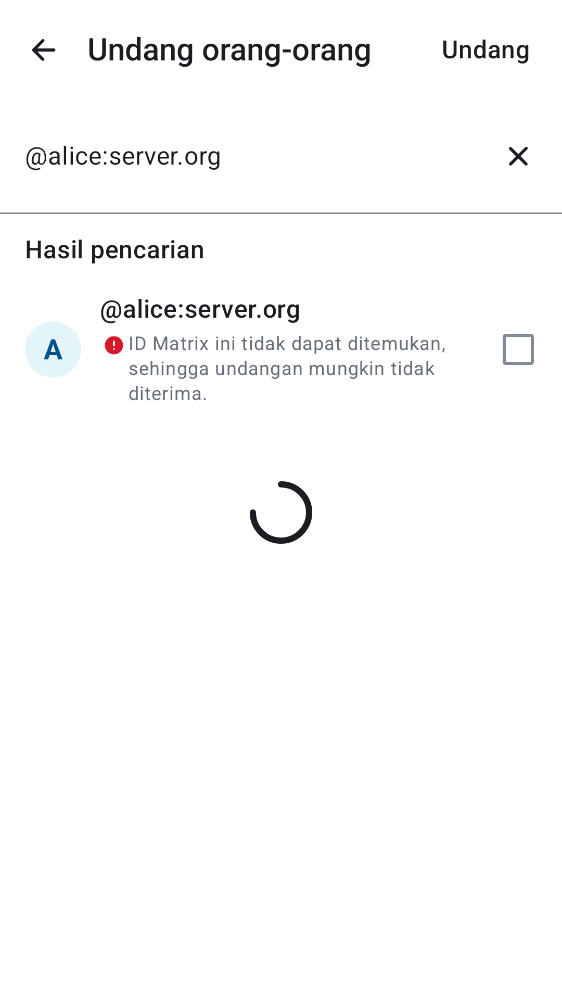 Undang orang-orang
Undang
@alice:server.org
Hasil pencarian
A
@alice:server.org
ID Matrix ini tidak dapat ditemukan,
sehingga undangan mungkin tidak
diterima.